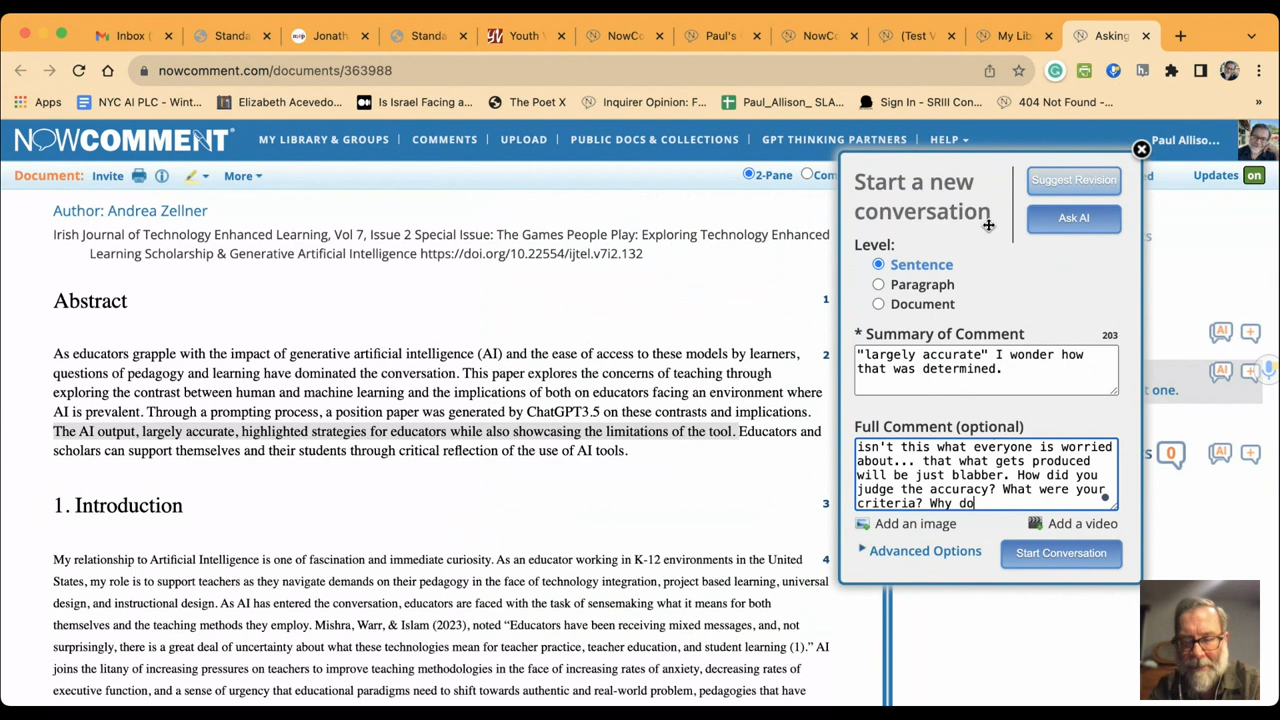 Inbox (
Standa
Jonath
Standa
Youth
NowCo
Paul's
NowCo
(Test V
My Lib
Asking
nowcomment.com/documents/363988
Apps
NYC AI PLC - Wint...
Elizabeth Acevedo...
Is Israel Facing a...
The Poet X
Inquirer Opinion: F...
Paul_Allison_ SLA...
Sign In - SRIII Con...
404 Not Found -...
»
NOWCOMMENT®
MY LIBRARY & GROUPS
COMMENTS
UPLOAD
PUBLIC DOCS & COLLECTIONS
GPT THINKING PARTNERS
HELP
Paul Alliso...
Document:
Invite
More
2-Pane
Com
Updates
on
Author: Andrea Zellner
Irish Journal of Technology Enhanced Learning, Vol 7, Issue 2 Special Issue: The Games People Play: Exploring Technology Enhanced
Learning Scholarship & Generative Artificial Intelligence https://doi.org/10.22554/ijtel.v7i2.132
Abstract
1
As educators grapple with the impact of generative artificial intelligence (AI) and the ease of access to these models by learners,
2
questions of pedagogy and learning have dominated the conversation. This paper explores the concerns of teaching through
exploring the contrast between human and machine learning and the implications of both on educators facing an environment where
AI is prevalent. Through a prompting process, a position paper was generated by ChatGPT3.5 on these contrasts and implications.
The AI output, largely accurate, highlighted strategies for educators while also showcasing the limitations of the tool. Educators and
scholars can support themselves and their students through critical reflection of the use of AI tools.
1. Introduction
3
My relationship to Artificial Intelligence is one of fascination and immediate curiosity. As an educator working in K-12 environments in the United
4
States, my role is to support teachers as they navigate demands on their pedagogy in the face of technology integration, project based learning, universal
design, and instructional design. As AI has entered the conversation, educators are faced with the task of sensemaking what it means for both
themselves and the teaching methods they employ. Mishra, Warr, & Islam (2023), noted “Educators have been receiving mixed messages, and, not
surprisingly, there is a great deal of uncertainty about what these technologies mean for teacher practice, teacher education, and student learning (1).” AI
joins the litany of increasing pressures on teachers to improve teaching methodologies in the face of increasing rates of anxiety, decreasing rates of
executive function, and a sense of urgency that educational paradigms need to shift towards authentic and real-world problem, pedagogies that have
Start a new
conversation
Suggest Revision
Ask AI
Level:
Sentence
Paragraph
Document
* Summary of Comment
203
"largely accurate" I wonder how
that was determined.
Full Comment (optional)
isn't this what everyone is worried
about... that what gets produced
will be just blabber. How did you
judge the accuracy? What were your
criteria? Why do
Add an image
Add a video
Advanced Options
Start Conversation
AI
AI
t one.
0
AI